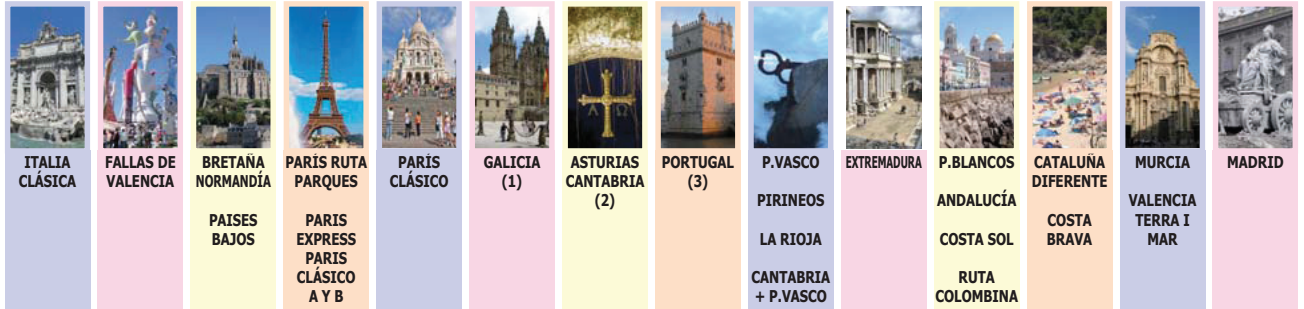 ITALIA
CLÁSICA
FALLAS DE
VALENCIA
BRETAÑA
NORMANDÍA
PAISES
BAJOS
PARÍS RUTA
PARQUES
PARIS
EXPRESS
PARIS
CLÁSICO
A Y B
PARÍS
CLÁSICO
GALICIA
(1)
ASTURIAS
CANTABRIA
(2)
PORTUGAL
(3)
P.VASCO
PIRINEOS
LA RIOJA
CANTABRIA
+ P.VASCO
EXTREMADURA
P.BLANCOS
ANDALUCÍA
COSTA SOL
RUTA
COLOMBINA
CATALUÑA
DIFERENTE
COSTA
BRAVA
MURCIA
VALENCIA
TERRA I
MAR
MADRID